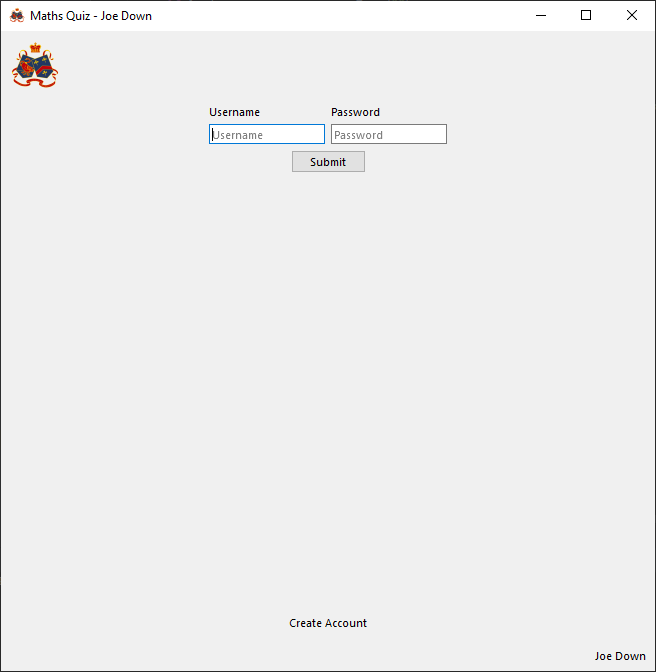 Maths Quiz - Joe Down
Username Password
Username Password
Submit
Create Account
Joe Down